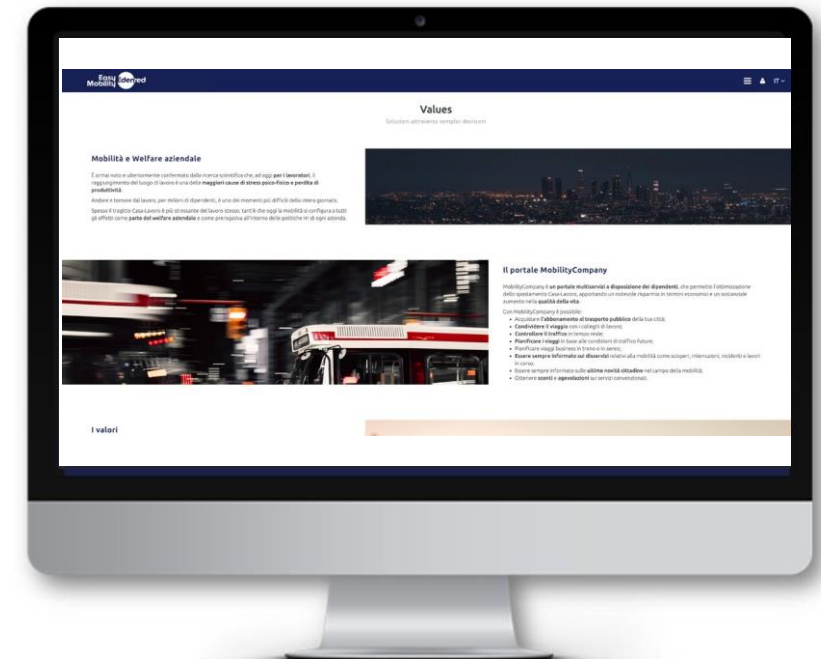 Easy Mobility Edenred
IT
Values
Soluzioni attraverso semplici decisioni
Mobilità e Welfare aziendale
È ormai noto e ulteriormente confermato dalla ricerca scientifica che, ad oggi per i lavoratori, il
raggiungimento del luogo di lavoro è una delle maggiori cause di stress psico-fisico e perdita di
produttività.
Andare e tornare dal lavoro, per milioni di dipendenti, è uno dei momenti più difficili della intera giornata.
Spesso il tragitto Casa-Lavoro è più stressante del lavoro stesso, tant'è che oggi la mobilità si configura a tutti
gli effetti come parte del welfare aziendale e come prerogativa all'interno delle politiche Hr di ogni azienda.
Il portale MobilityCompany
MobilityCompany è un portale multiservizi a disposizione dei dipendenti, che permette l'ottimizzazione
dello spostamento Casa-Lavoro, apportando un notevole risparmio in termini economici e un sostanziale
aumento nella qualità della vita.
Con MobilityCompany è possibile:
• Acquistare l'abbonamento al trasporto pubblico della tua città;
• Condividere il viaggio con i colleghi di lavoro;
• Controllare il traffico in tempo reale;
• Pianificare i viaggi in base alle condizioni di traffico future;
• Pianificare viaggi business in treno o in aereo;
• Essere sempre informato sui disservizi relativi alla mobilità come scioperi, interruzioni, incidenti e lavori
in corso;
• Essere sempre informato sulle ultime novità cittadine nel campo della mobilità;
• Ottenere sconti e agevolazioni sui servizi convenzionati.
I valori